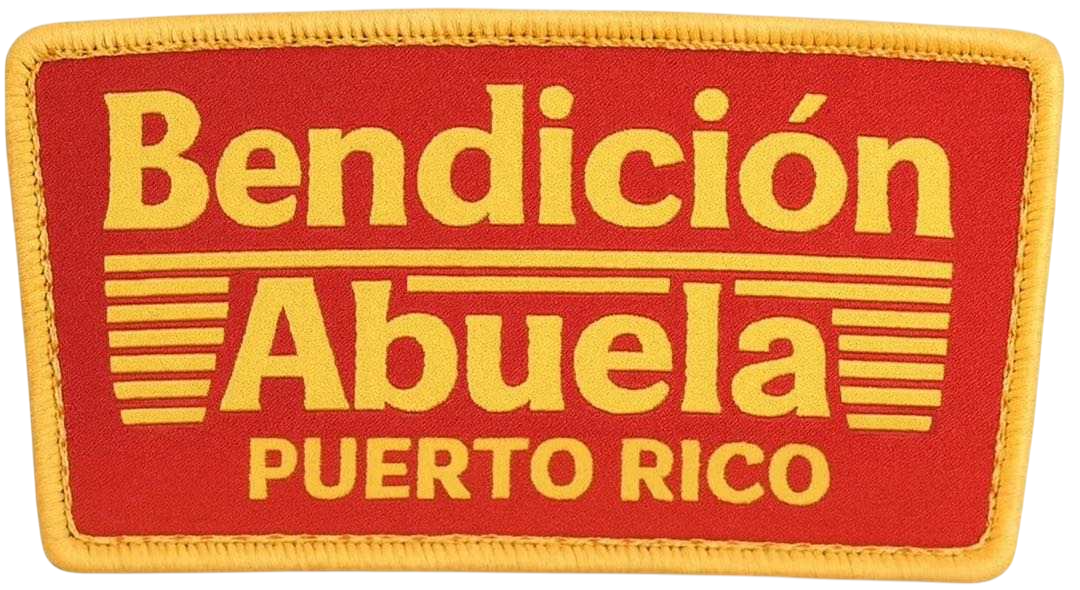 Bendición
Abuela
PUERTO RICO